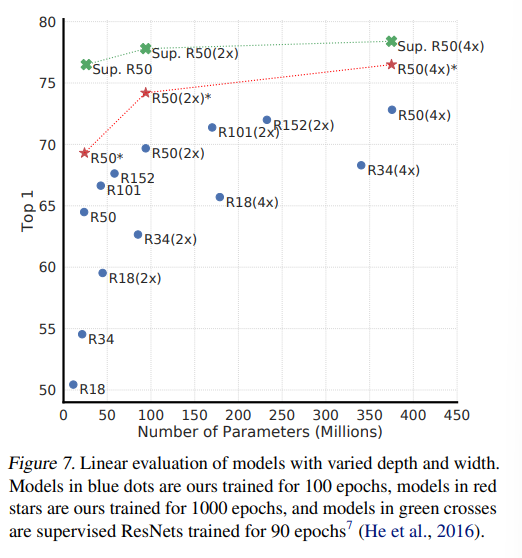 80
75
70
65
60
55
50
Top 1
Sup. R50
Sup. R50(2x)
Sup. R50(4x)
R50(4x)*
R50(2x)*
R50*
R50(4x)
R152(2x)
R101(2x)
R50(2x)
R34(4x)
R152
R101
R18(4x)
R50
R34(2x)
R18(2x)
R34
R18
0 50 100 150 200 250 300 350 400 450
Number of Parameters (Millions)
Figure 7. Linear evaluation of models with varied depth and width.
Models in blue dots are ours trained for 100 epochs, models in red
stars are ours trained for 1000 epochs, and models in green crosses
are supervised ResNets trained for 90 epochs7 (He et al., 2016).